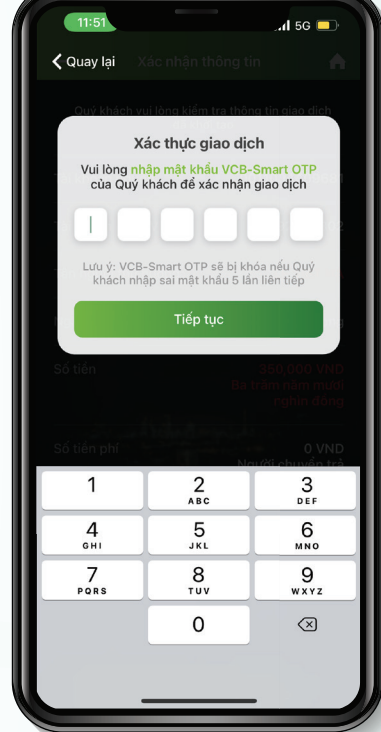 11:51
5G
Quay lại
Xác nhận thông tin
Quý khách vui lòng kiểm tra thông tin giao dịch
Xác thực giao dịch
Vui lòng nhập mật khẩu VCB-Smart OTP
của Quý khách để xác nhận giao dịch
Lưu ý: VCB-Smart OTP sẽ bị khóa nếu Quý
khách nhập sai mật khẩu 5 lần liên tiếp
Tiếp tục
Số tiền
350,000 VND
Ba trăm năm mươi
nghìn đồng
Số tiền phí
0 VND
Người chuyển trả
1
2
ABC
3
DEF
4
GHI
5
JKL
6
MNO
7
PQRS
8
TUV
9
WXYZ
0